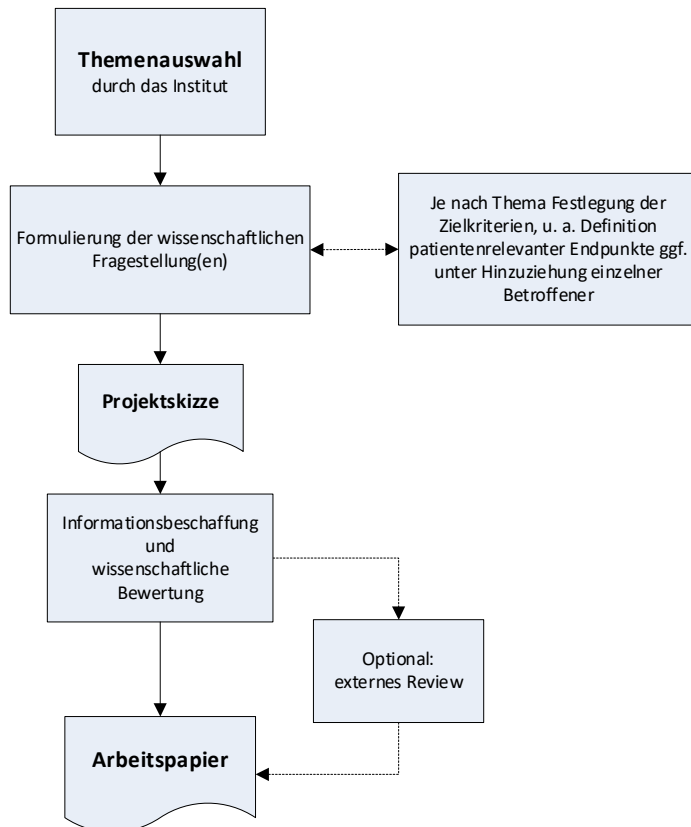 Themenauswahl
durch das Institut
Formulierung der wissenschaftlichen
Fragestellung(en)
Je nach Thema Festlegung der
Zielkriterien, u. a. Definition
patientenrelevanter Endpunkte ggf.
unter Hinzuziehung einzelner
Betroffener
Projektskizze
Informationsbeschaffung
und
wissenschaftliche
Bewertung
Optional:
externes Review
Arbeitspapier